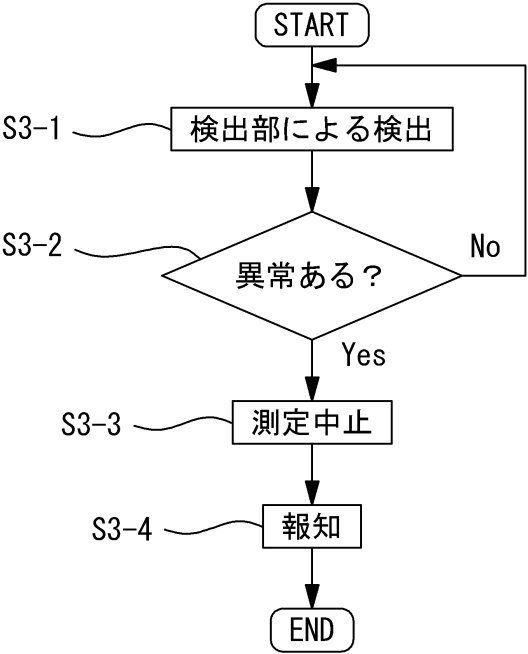 START
S3-1
検出部による検出
S3-2
異常ある？
No
Yes
S3-3
測定中止
S3-4
報知
END